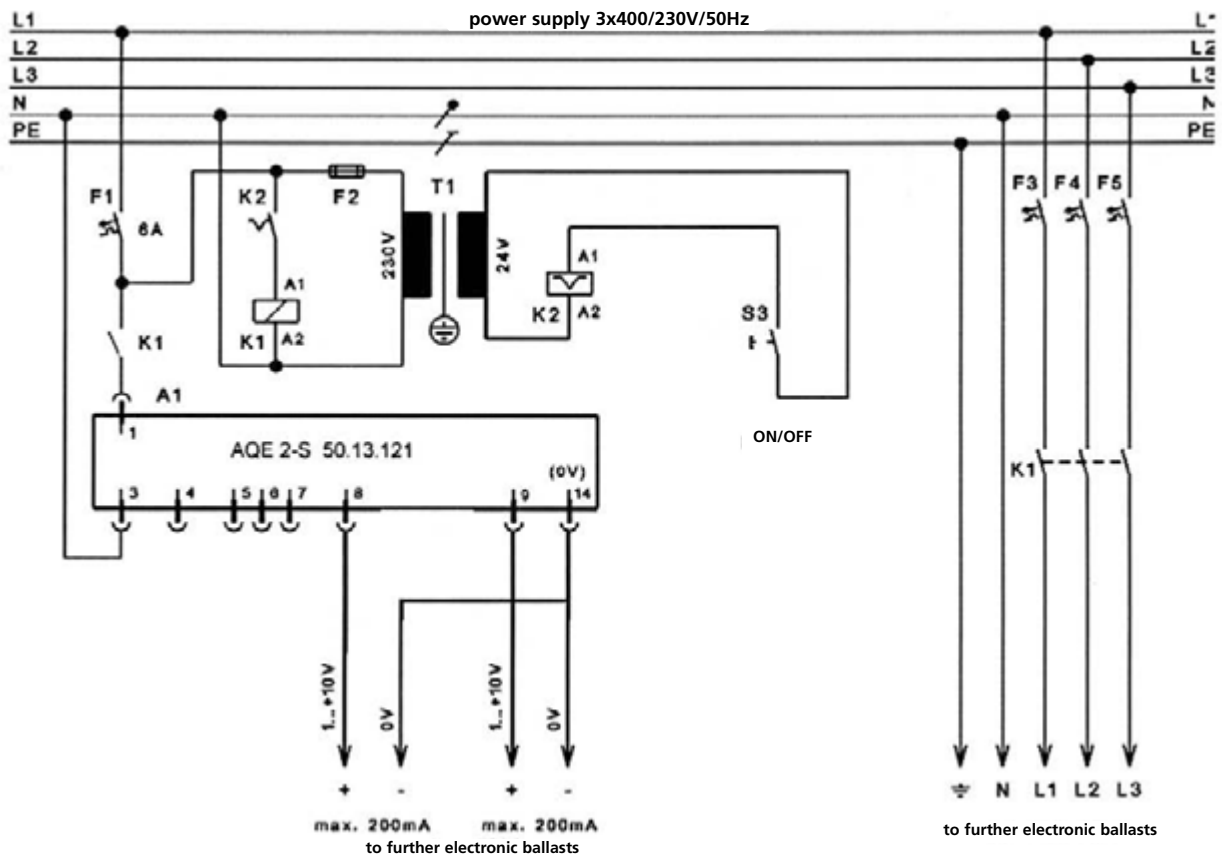 power supply 3x400/230V/50Hz
L1
L2
L3
L2
L3
N
PE
PE
F1
6A
K2
F2
T1
230V
24V
A1
K1
A2
A1
K2
A2
S3
F3
F4
F5
K1
A1
1
AQE 2-S 50.13.121
(0V)
3
4
5
6
7
8
9
14
ON/OFF
K1
1...+10V
0V
1...+10V
0V
+
-
+
-
max. 200mA
max. 200mA
to further electronic ballasts
N
L1
L2
L3
to further electronic ballasts